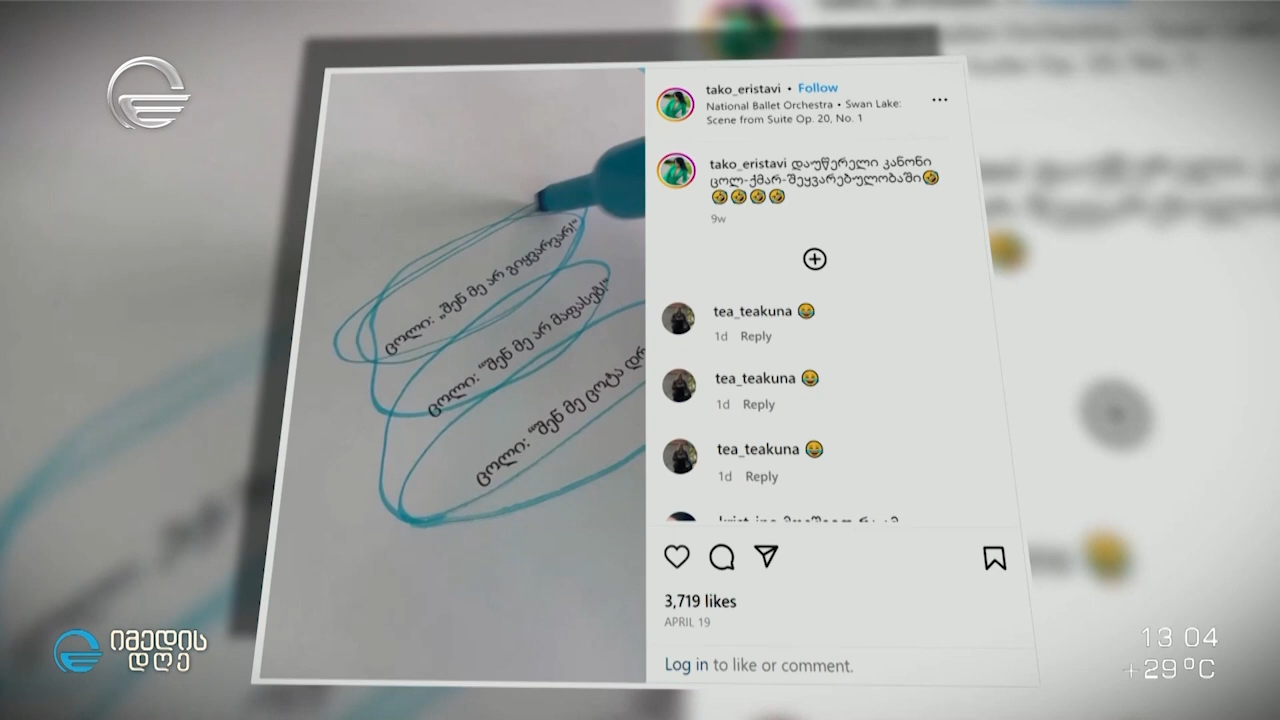 tako_eristavi • Follow
National Ballet Orchestra • Swan Lake:
Scene from Suite Op. 20, No. 1
tako_eristavi დაუწერელი კანონი
ცოლ-ქმარ-შეყვარებულობაში🤣
🤣🤣🤣🤣
9w
ცოლი: „შენ მე არ გიყვარვარ!“
ცოლი: “შენ მე არ მაფასებ!”
ცოლი: “შენ მე ცოტა
tea_teakuna 😂
1d Reply
tea_teakuna 😂
1d Reply
tea_teakuna 😂
1d Reply
3,719 likes
APRIL 19
Log in to like or comment.
იმედის
დღე
13 04
+29°C